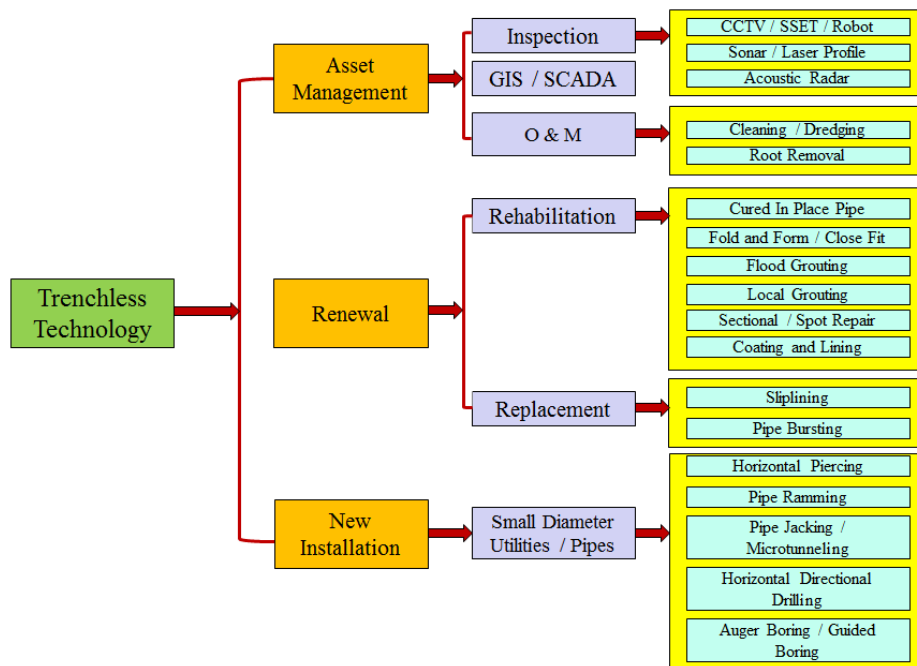 Trenchless
Technology
Asset
Management
Inspection
CCTV / SSET / Robot
Sonar / Laser Profile
Acoustic Radar
GIS / SCADA
O & M
Cleaning / Dredging
Root Removal
Renewal
Rehabilitation
Cured In Place Pipe
Fold and Form / Close Fit
Flood Grouting
Local Grouting
Sectional / Spot Repair
Coating and Lining
Replacement
Sliplining
Pipe Bursting
New
Installation
Small Diameter
Utilities / Pipes
Horizontal Piercing
Pipe Ramming
Pipe Jacking /
Microtunneling
Horizontal Directional
Drilling
Auger Boring / Guided
Boring